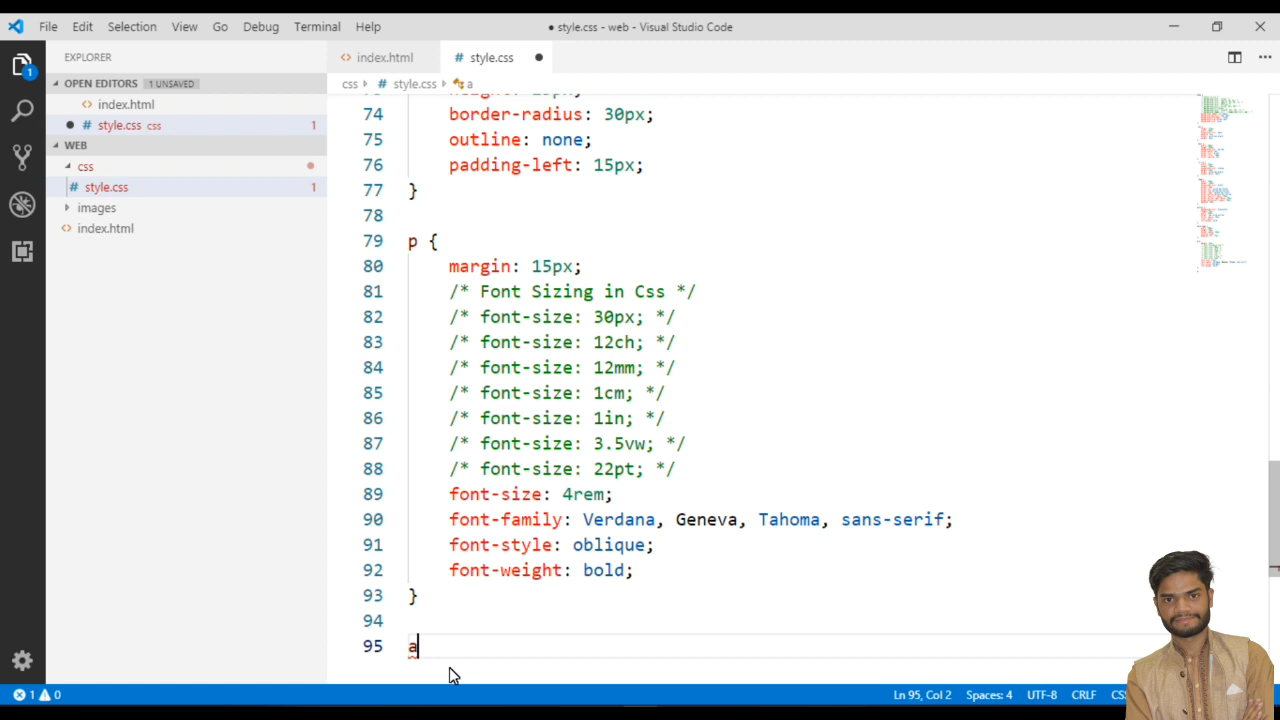 File Edit Selection View Go Debug Terminal Help
● style.css - web - Visual Studio Code
EXPLORER
index.html
# style.css ●
OPEN EDITORS 1 UNSAVED
css style.css a
index.html
● # style.css css 1
WEB
css
style.css 1
images
index.html
74 border-radius: 30px;
75 outline: none;
76 padding-left: 15px;
77 }
78
79 p {
80 margin: 15px;
81 /* Font Sizing in Css */
82 /* font-size: 30px; */
83 /* font-size: 12ch; */
84 /* font-size: 12mm; */
85 /* font-size: 1cm; */
86 /* font-size: 1in; */
87 /* font-size: 3.5vw; */
88 /* font-size: 22pt; */
89 font-size: 4rem;
90 font-family: Verdana, Geneva, Tahoma, sans-serif;
91 font-style: oblique;
92 font-weight: bold;
93 }
94
95 a
1
1 0
Ln 95, Col 2 Spaces: 4 UTF-8 CRLF